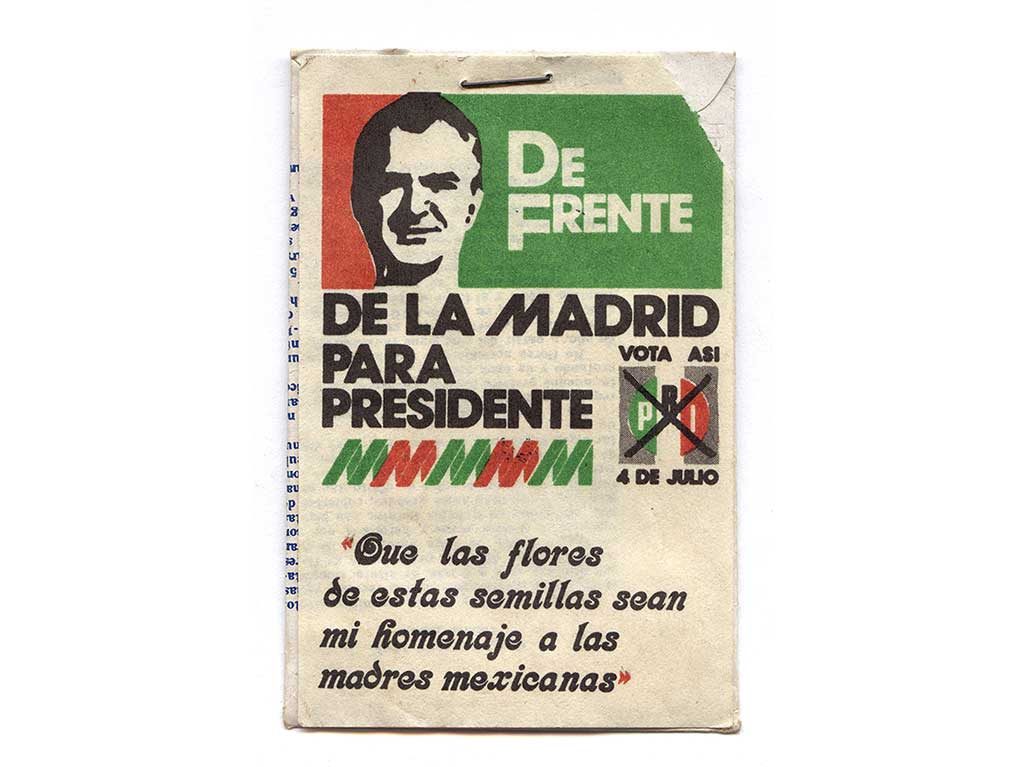 DE
FRENTE
DE LA MADRID
PARA
PRESIDENTE
VOTA ASI
PRI
4 DE JULIO
MMMMMM
«Que las flores
de estas semillas sean
mi homenaje a las
madres mexicanas»